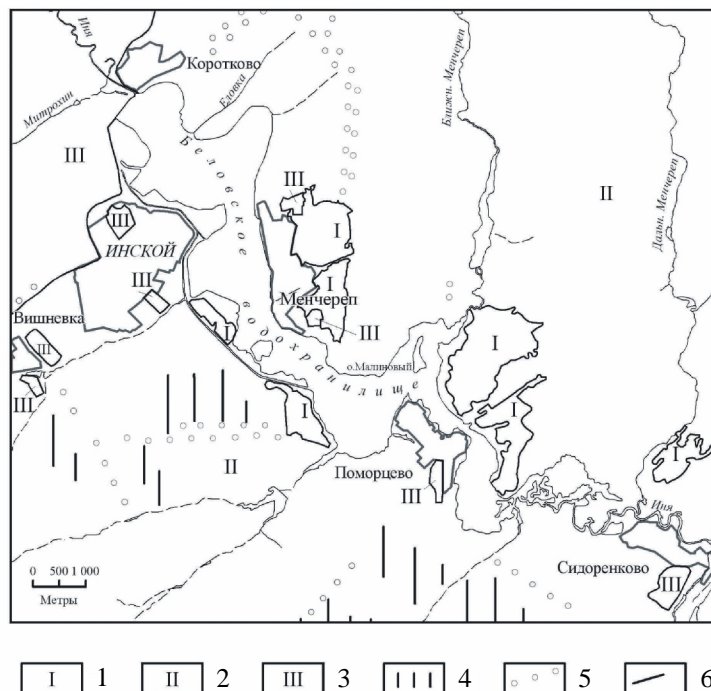 Иня
Коротково
Митрохин
Еловка
Ближн. Менчереп
Дальн. Менчереп
Беловское водохранилище
III
III
II
III
I
ИНСКОЙ
III
I
Менчереп
Вишневка
III
III
I
III
I
о.Малиновый
I
I
I
II
Поморцево
III
Иня
Сидоренково
III
0 500 1 000
Метры
I 1 II 2 III 3 4 5 6